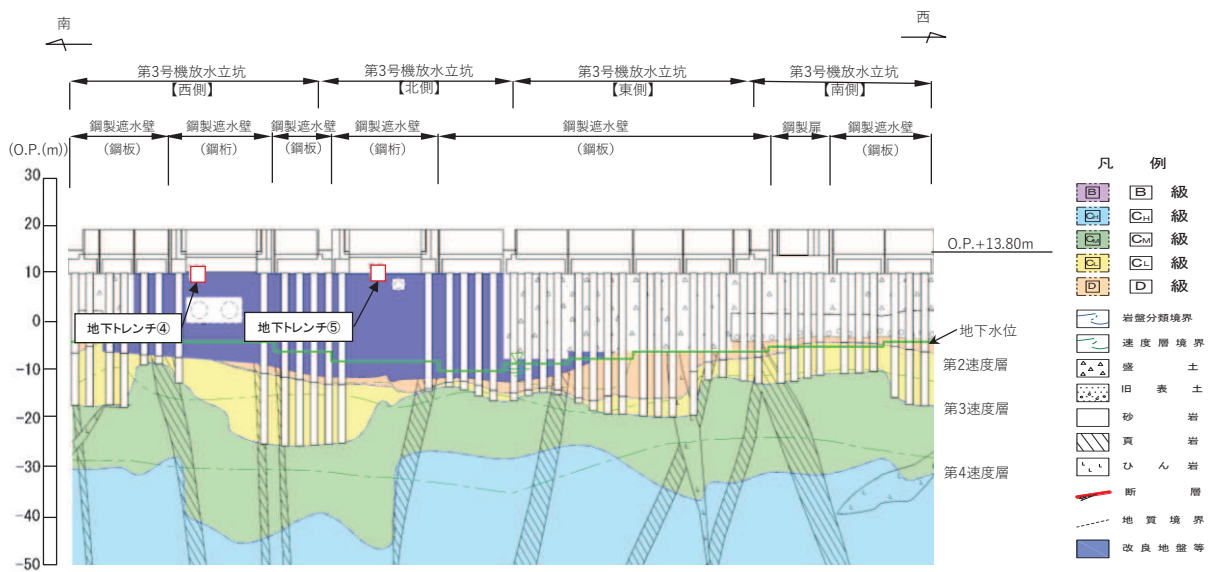 南
西
第3号機放水立坑
【西側】
第3号機放水立坑
【北側】
第3号機放水立坑
【東側】
第3号機放水立坑
【南側】
鋼製遮水壁
(鋼板)
鋼製遮水壁
(鋼桁)
鋼製遮水壁
(鋼板)
鋼製遮水壁
(鋼桁)
鋼製遮水壁
(鋼板)
鋼製扉
鋼製遮水壁
(鋼板)
(O.P.(m))
30
20
10
0
-10
-20
-30
-40
-50
O.P.+13.80m
地下トレンチ④
地下トレンチ⑤
地下水位
第2速度層
第3速度層
第4速度層
凡 例
B B 級
CH CH 級
CM CM 級
CL CL 級
D D 級
岩盤分類境界
速度層境界
盛 土
旧 表 土
砂 岩
頁 岩
ひ ん 岩
断 層
地 質 境 界
改 良 地 盤 等